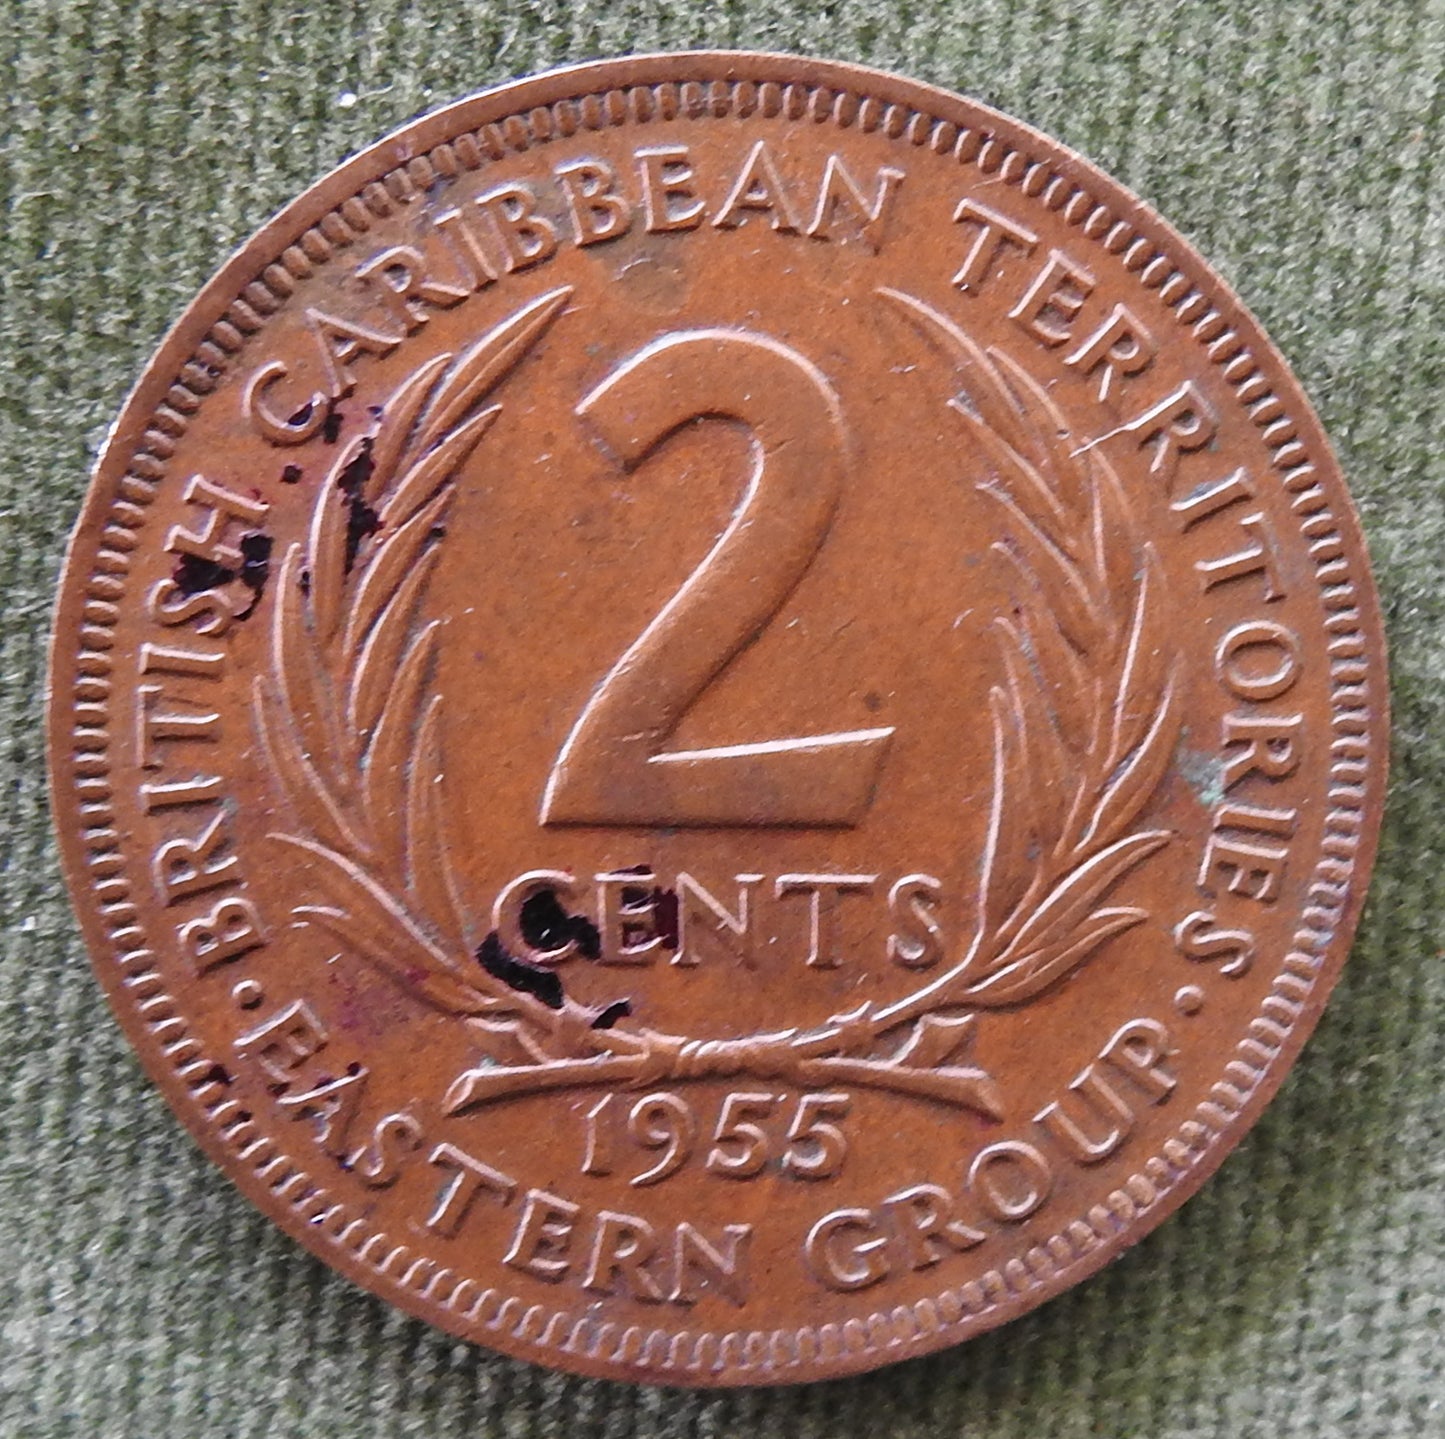 BRITISH CARIBBEAN TERRITORIES
2
CENTS
1955
· EASTERN GROUP ·